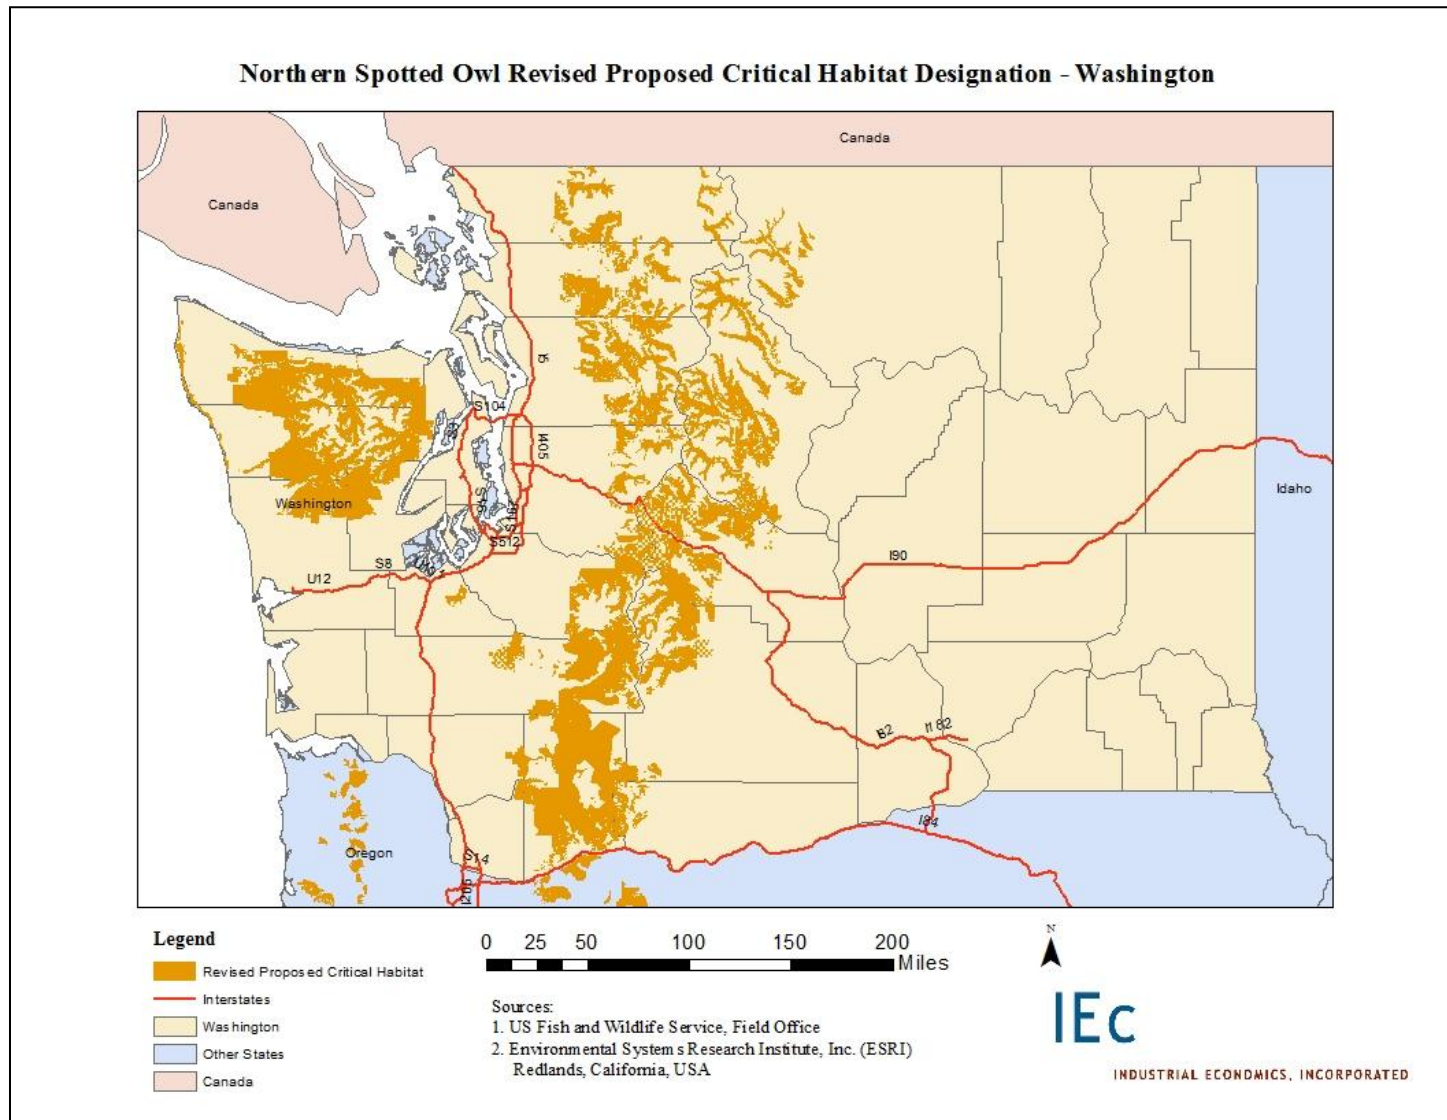 Northern Spotted Owl Revised Proposed Critical Habitat Designation - Washington
Canada
Canada
I5
S104
S3
I405
Idaho
Washington
S16
S167
S512
I90
S8
U12
I82
I182
I84
Oregon
S14
I205
Legend
Revised Proposed Critical Habitat
Interstates
Washington
Other States
Canada
0 25 50 100 150 200
Miles
Sources:
1. US Fish and Wildlife Service, Field Office
2. Environmental Systems Research Institute, Inc. (ESRI)
Redlands, California, USA
N
IEc
INDUSTRIAL ECONOMICS, INCORPORATED